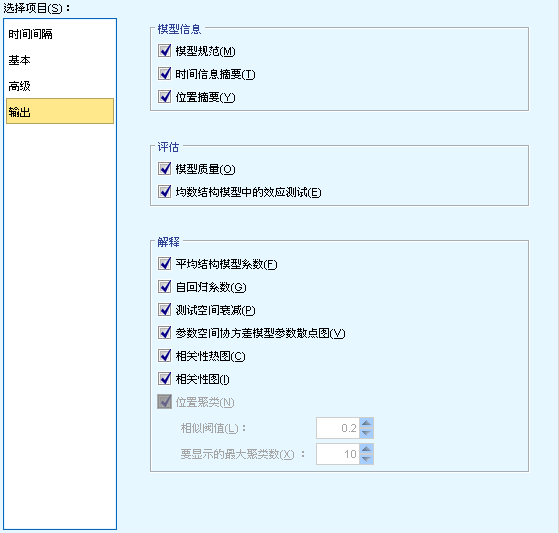 选择项目(S)：
时间间隔
基本
高级
输出
模型信息
模型规范(M)
时间信息摘要(T)
位置摘要(Y)
评估
模型质量(O)
均数结构模型中的效应测试(E)
解释
平均结构模型系数(F)
自回归系数(G)
测试空间衰减(P)
参数空间协方差模型参数散点图(V)
相关性热图(C)
相关性图(I)
位置聚类(N)
相似阈值(L)： 0.2
要显示的最大聚类数(X)： 10